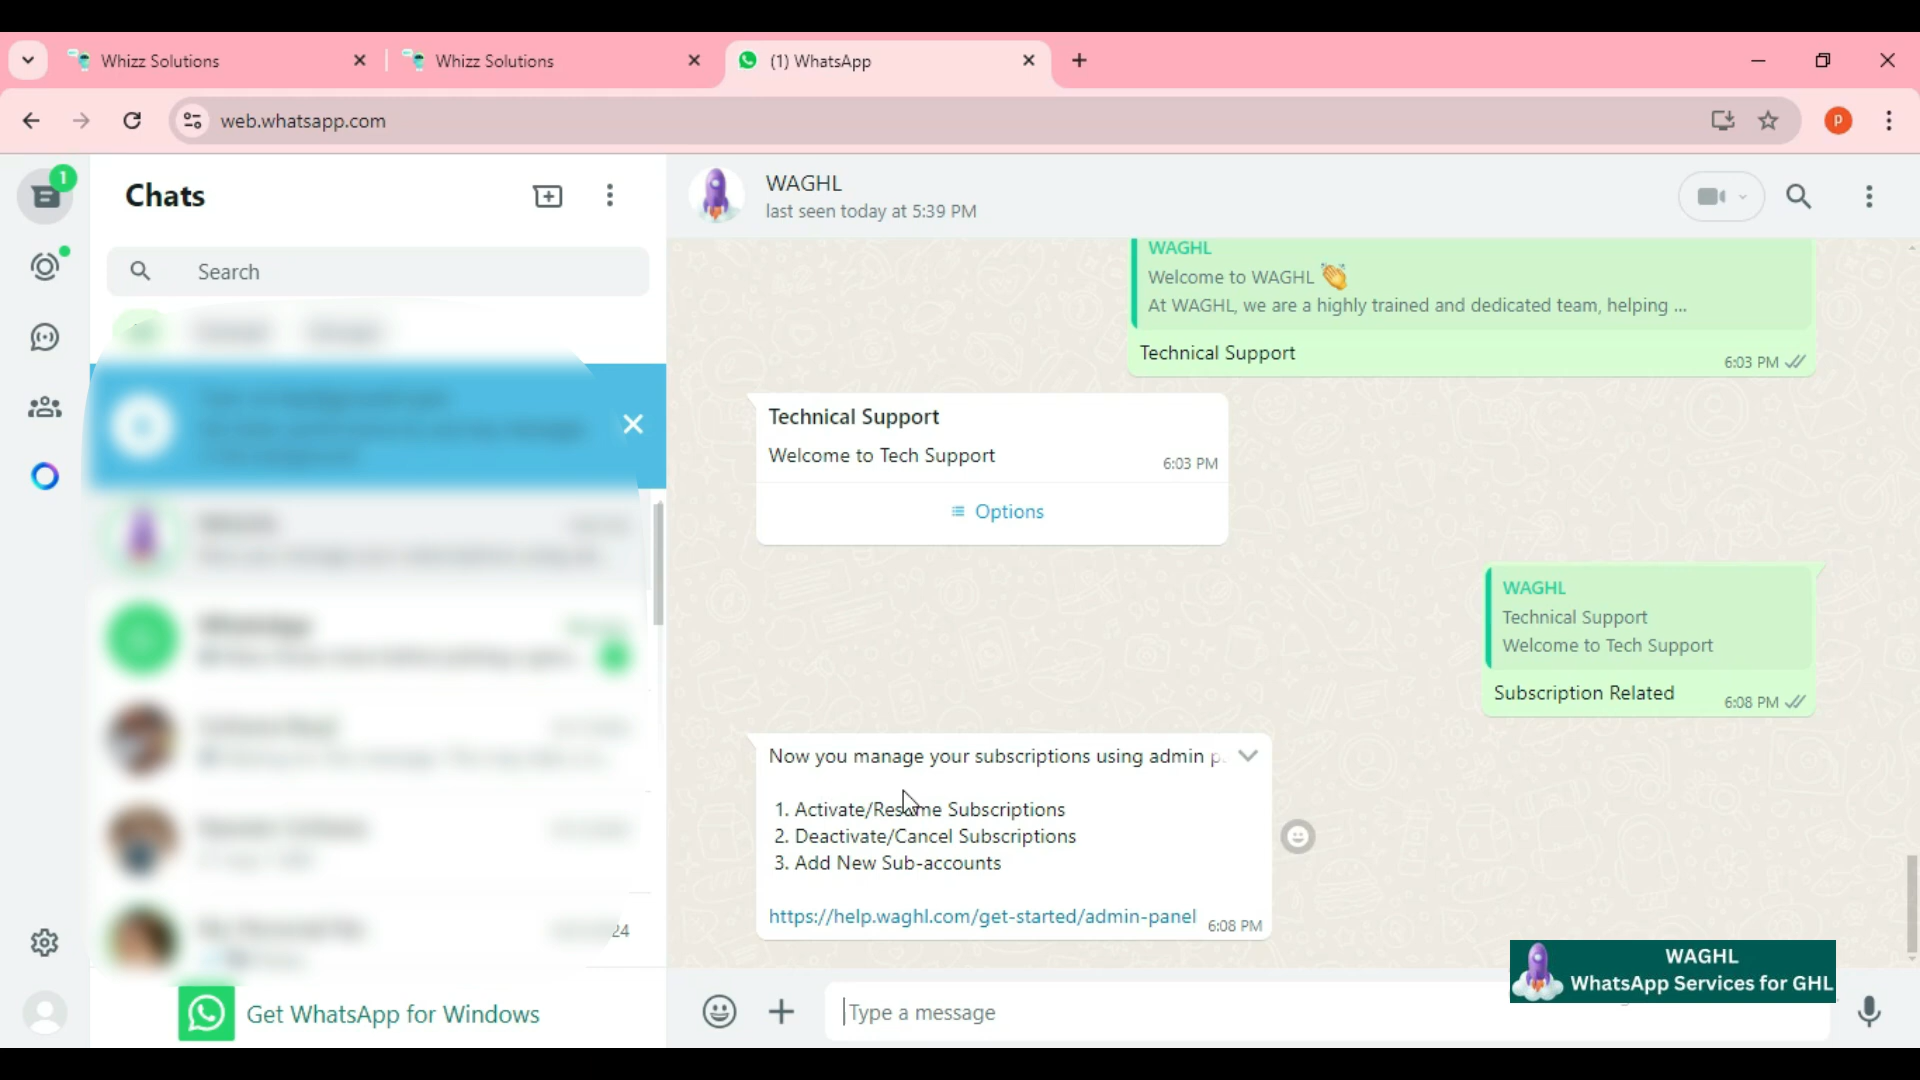 Whizz Solutions
Whizz Solutions
(1) WhatsApp
web.whatsapp.com
P
1
Chats
Search
24
Get WhatsApp for Windows
WAGHL
last seen today at 5:39 PM
WAGHL
Welcome to WAGHL 👏
At WAGHL, we are a highly trained and dedicated team, helping ...
Technical Support
6:03 PM
Technical Support
Welcome to Tech Support
6:03 PM
Options
WAGHL
Technical Support
Welcome to Tech Support
Subscription Related
6:08 PM
Now you manage your subscriptions using admin p
1. Activate/Resume Subscriptions
2. Deactivate/Cancel Subscriptions
3. Add New Sub-accounts
https://help.waghl.com/get-started/admin-panel
6:08 PM
Type a message
WAGHL
WhatsApp Services for GHL